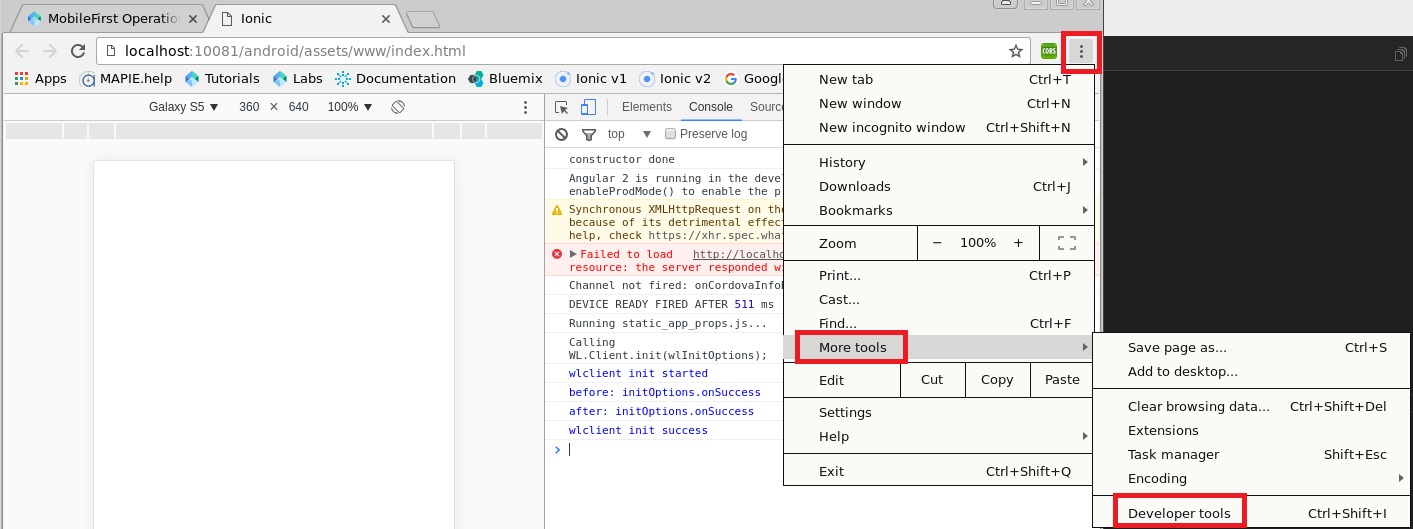 MobileFirst Operation
Ionic
localhost:10081/android/assets/www/index.html
CORS
Apps MAPIE.help Tutorials Labs Documentation Bluemix Ionic v1 Ionic v2 Googl
Galaxy S5 ▼ 360 × 640 100% ▼
Elements Console Sourc
top ▼ Preserve log
constructor done
Angular 2 is running in the deve
enableProdMode() to enable the p
Synchronous XMLHttpRequest on the
because of its detrimental effect
help, check https://xhr.spec.what
Failed to load http://localho
resource: the server responded wi
Channel not fired: onCordovaInfo
DEVICE READY FIRED AFTER 511 ms
Running static_app_props.js...
Calling
WL.Client.init(wlInitOptions);
wlclient init started
before: initOptions.onSuccess
after: initOptions.onSuccess
wlclient init success
>
New tab Ctrl+T
New window Ctrl+N
New incognito window Ctrl+Shift+N
History
Downloads Ctrl+J
Bookmarks
Zoom − 100% +
Print... Ctrl+P
Cast...
Find... Ctrl+F
More tools
Edit Cut Copy Paste
Settings
Help
Exit Ctrl+Shift+Q
Save page as... Ctrl+S
Add to desktop...
Clear browsing data... Ctrl+Shift+Del
Extensions
Task manager Shift+Esc
Encoding
Developer tools Ctrl+Shift+I